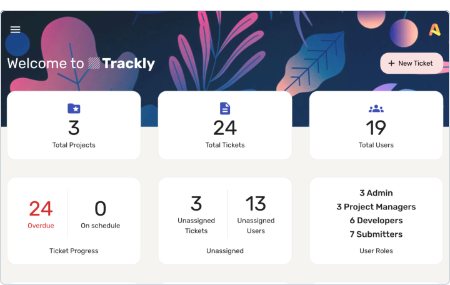 Welcome to Trackly
+ New Ticket
3
Total Projects
24
Total Tickets
19
Total Users
24
Overdue
0
On schedule
Ticket Progress
3
Unassigned
Tickets
13
Unassigned
Users
Unassigned
3 Admin
3 Project Managers
6 Developers
7 Submitters
User Roles